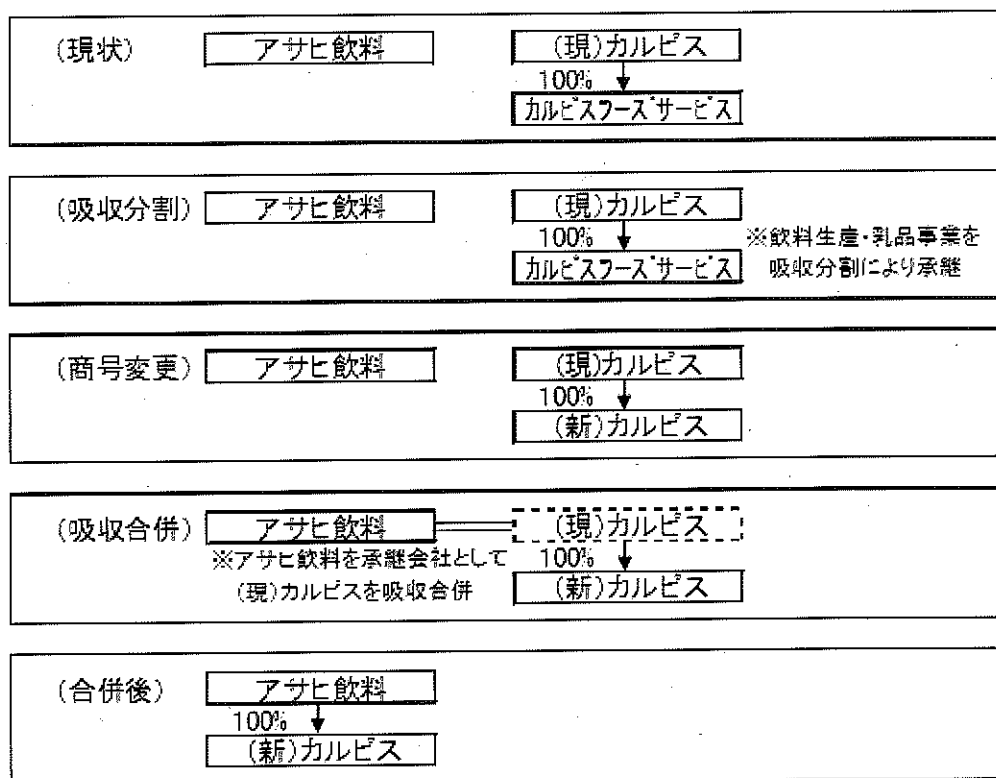 (現状) アサヒ飲料 (現)カルピス
100%
カルピスフーズサービス
(吸収分割) アサヒ飲料 (現)カルピス
100% ※飲料生産・乳品事業を
カルピスフーズサービス 吸収分割により承継
(商号変更) アサヒ飲料 (現)カルピス
100%
(新)カルピス
(吸収合併) アサヒ飲料 (現)カルピス
※アサヒ飲料を承継会社として 100%
(現)カルピスを吸収合併 (新)カルピス
(合併後) アサヒ飲料
100%
(新)カルピス